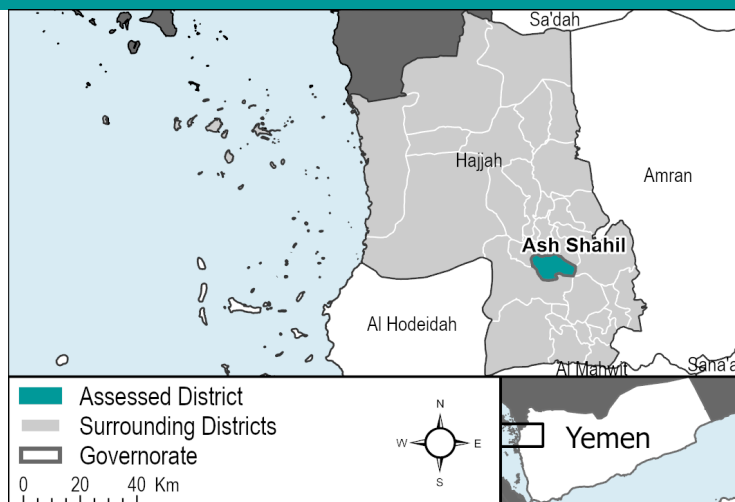 Sa'dah
Hajjah
Amran
Ash Shahil
Al Hodeidah
Al Mahwit
Sana'a
Assessed District
Surrounding Districts
Governorate
0 20 40 Km
N
W E
S
Yemen